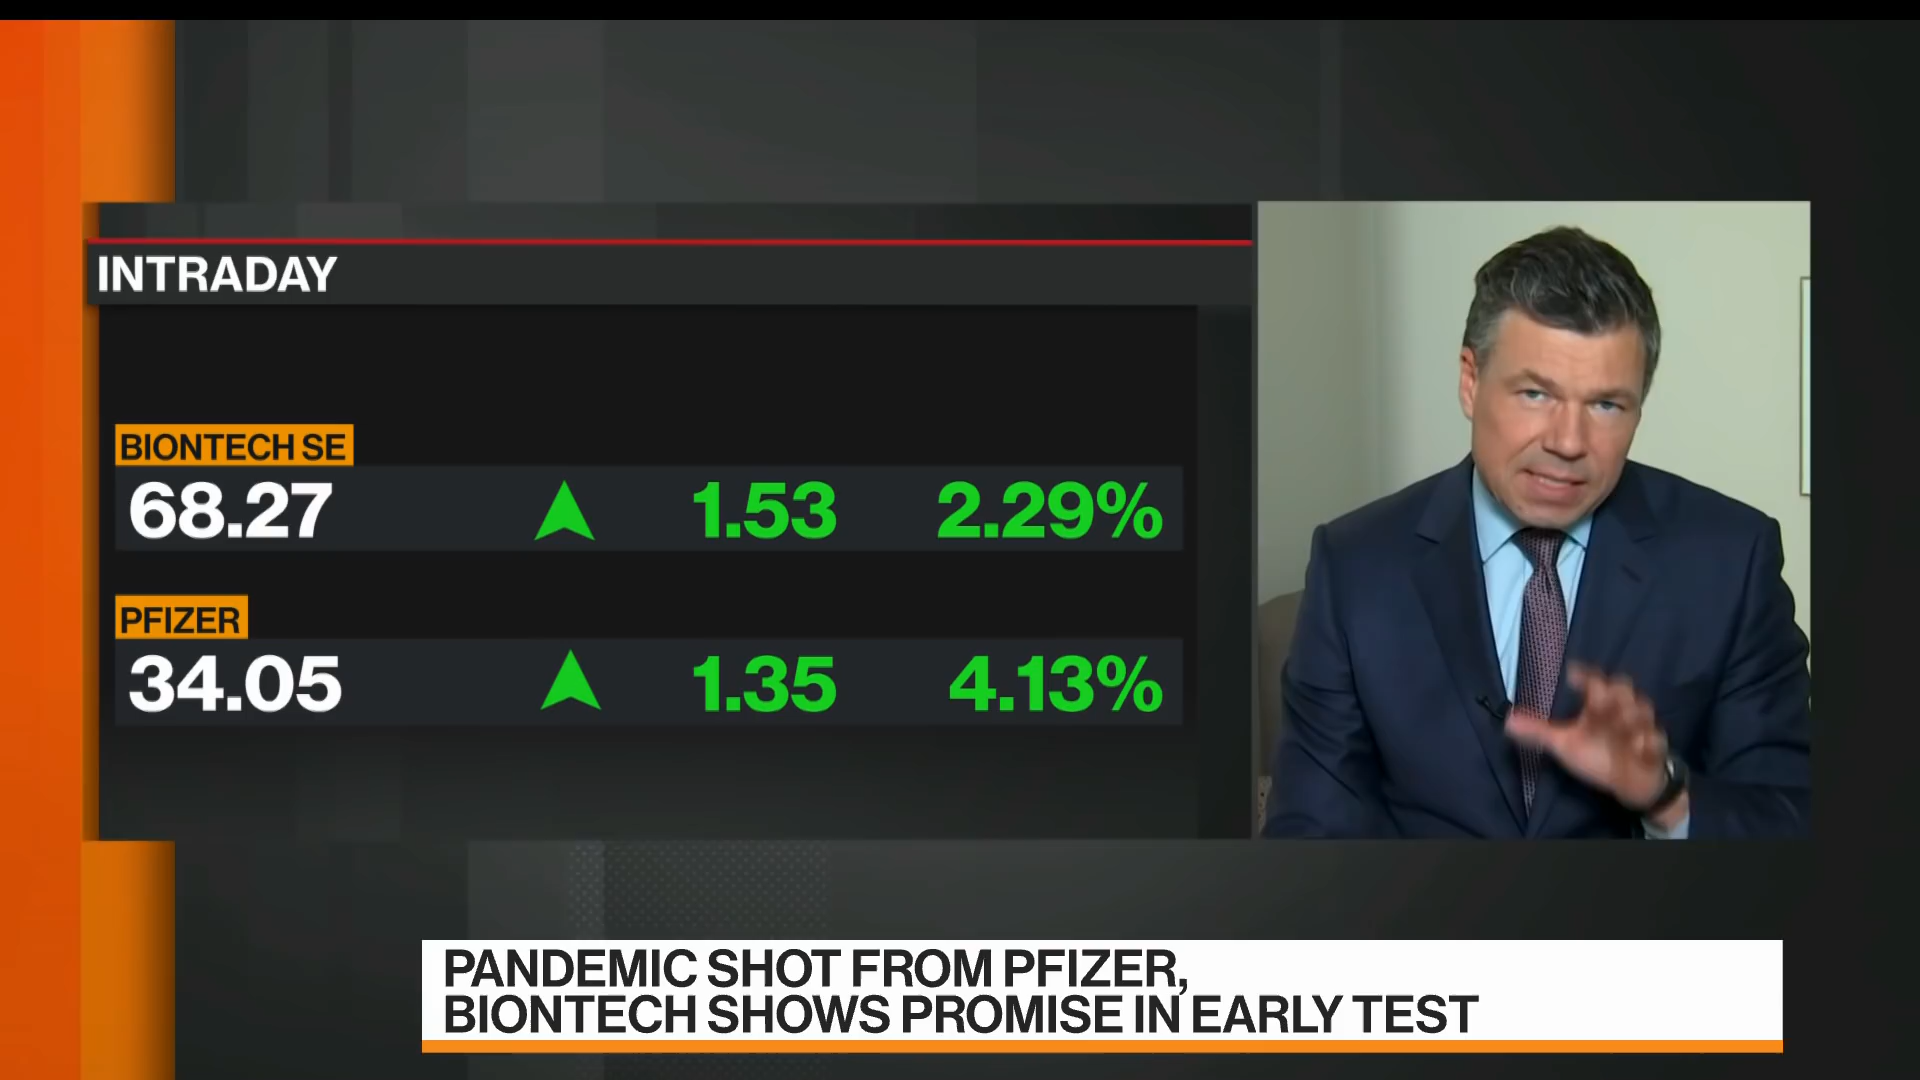 INTRADAY
BIONTECH SE
68.27 ▲ 1.53 2.29%
PFIZER
34.05 ▲ 1.35 4.13%
PANDEMIC SHOT FROM PFIZER,
BIONTECH SHOWS PROMISE IN EARLY TEST